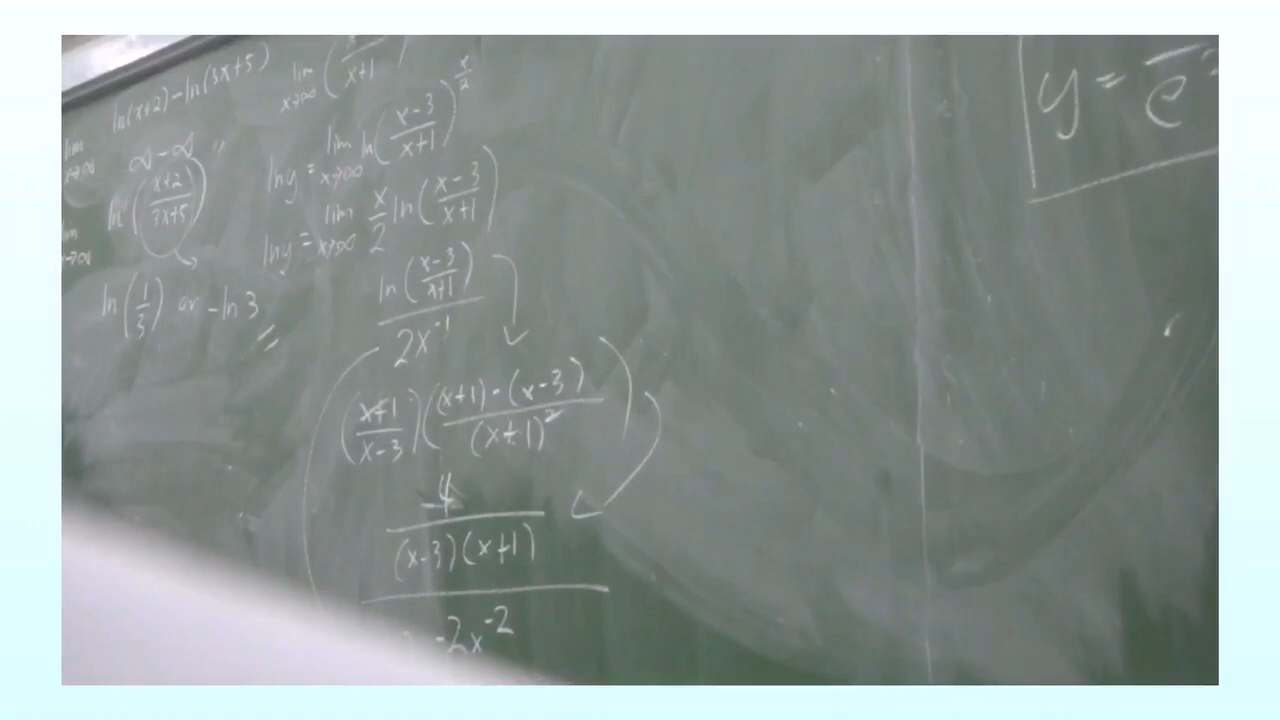 lim x→∞ ln(x+2) - ln(3x+5)
∞ - ∞ "
lim x→∞ ln((x+2)/(3x+5))
ln(1/3) or -ln 3
lim x→∞ (/(x+1))
x/2
ln y = lim x→∞ ln((x-3)/(x+1))^(x/2)
ln y = lim x→∞ x/2 ln((x-3)/(x+1))
ln((x-3)/(x+1))
2x^-1
((x+1)/(x-3)) (((x+1)-(x-3))/(x+1)^2)
4
(x-3)(x+1)
-2x^-2
y = e